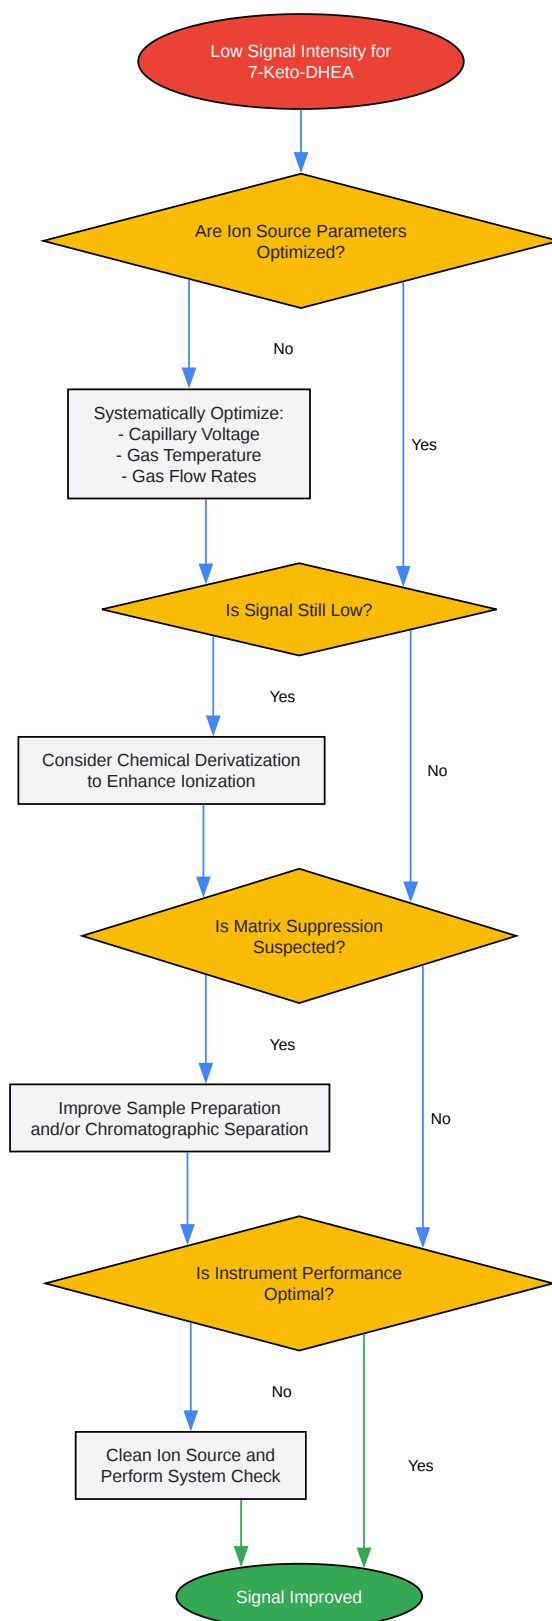 Low Signal Intensity for
7-Keto-DHEA
Are Ion Source Parameters
Optimized?
No
Systematically Optimize:
- Capillary Voltage
- Gas Temperature
- Gas Flow Rates
Yes
Is Signal Still Low?
Yes
Consider Chemical Derivatization
to Enhance Ionization
No
Is Matrix Suppression
Suspected?
Yes
Improve Sample Preparation
and/or Chromatographic Separation
No
Is Instrument Performance
Optimal?
No
Clean Ion Source and
Perform System Check
Yes
Signal Improved